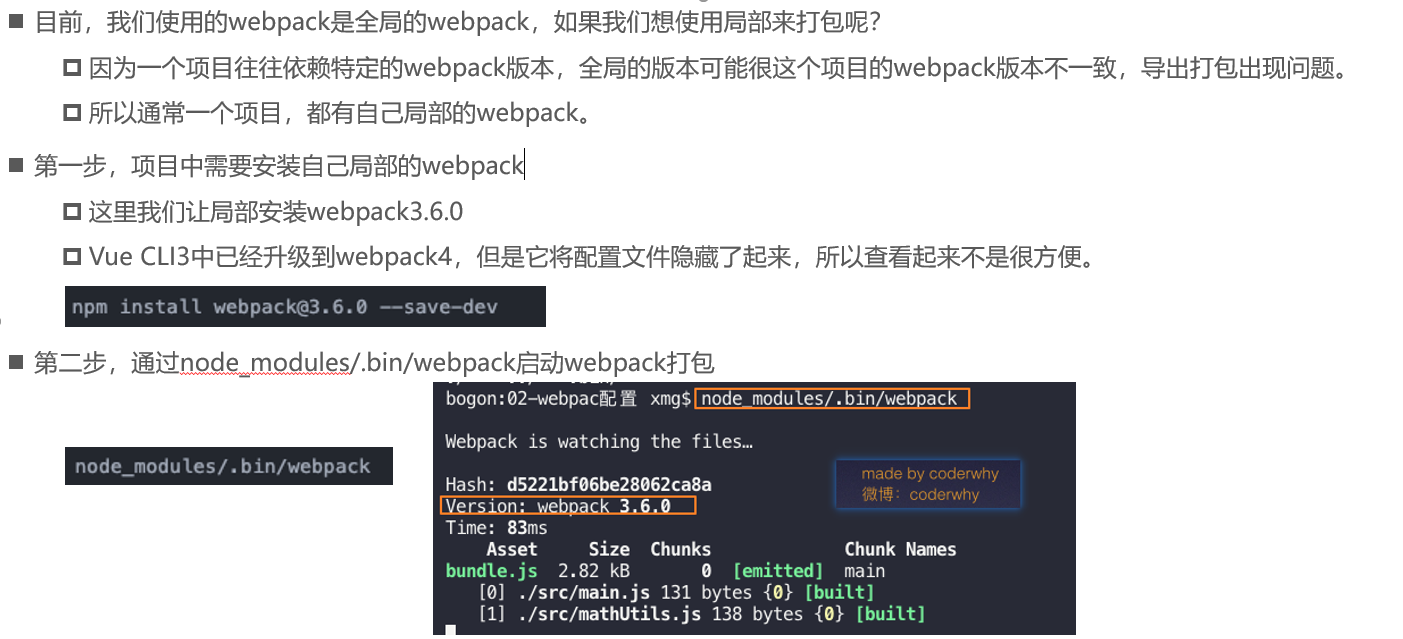 目前，我们使用的webpack是全局的webpack，如果我们想使用局部来打包呢？
因为一个项目往往依赖特定的webpack版本，全局的版本可能很这个项目的webpack版本不一致，导出打包出现问题。
所以通常一个项目，都有自己局部的webpack。
第一步，项目中需要安装自己局部的webpack
这里我们让局部安装webpack3.6.0
Vue CLI3中已经升级到webpack4，但是它将配置文件隐藏了起来，所以查看起来不是很方便。
npm install webpack@3.6.0 --save-dev
第二步，通过node_modules/.bin/webpack启动webpack打包
node_modules/.bin/webpack
bogon:02-webpac配置 xmg$ node_modules/.bin/webpack
Webpack is watching the files…
Hash: d5221bf06be28062ca8a
Version: webpack 3.6.0
Time: 83ms
Asset Size Chunks Chunk Names
bundle.js 2.82 kB 0 [emitted] main
[0] ./src/main.js 131 bytes {0} [built]
[1] ./src/mathUtils.js 138 bytes {0} [built]
made by coderwhy
微博：coderwhy